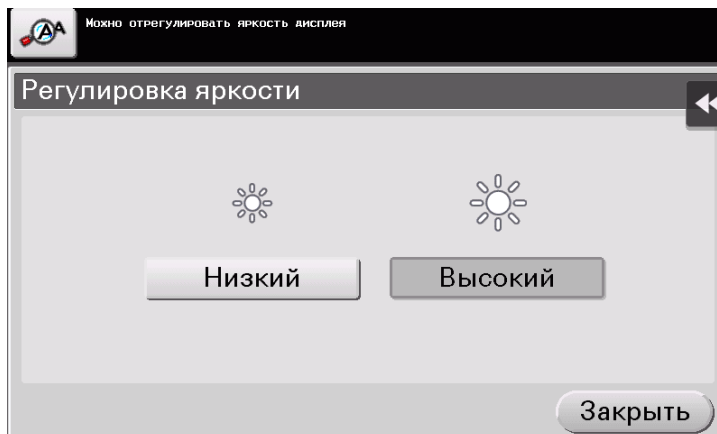 Можно отрегулировать яркость дисплея
Регулировка яркости
Низкий
Высокий
Закрыть